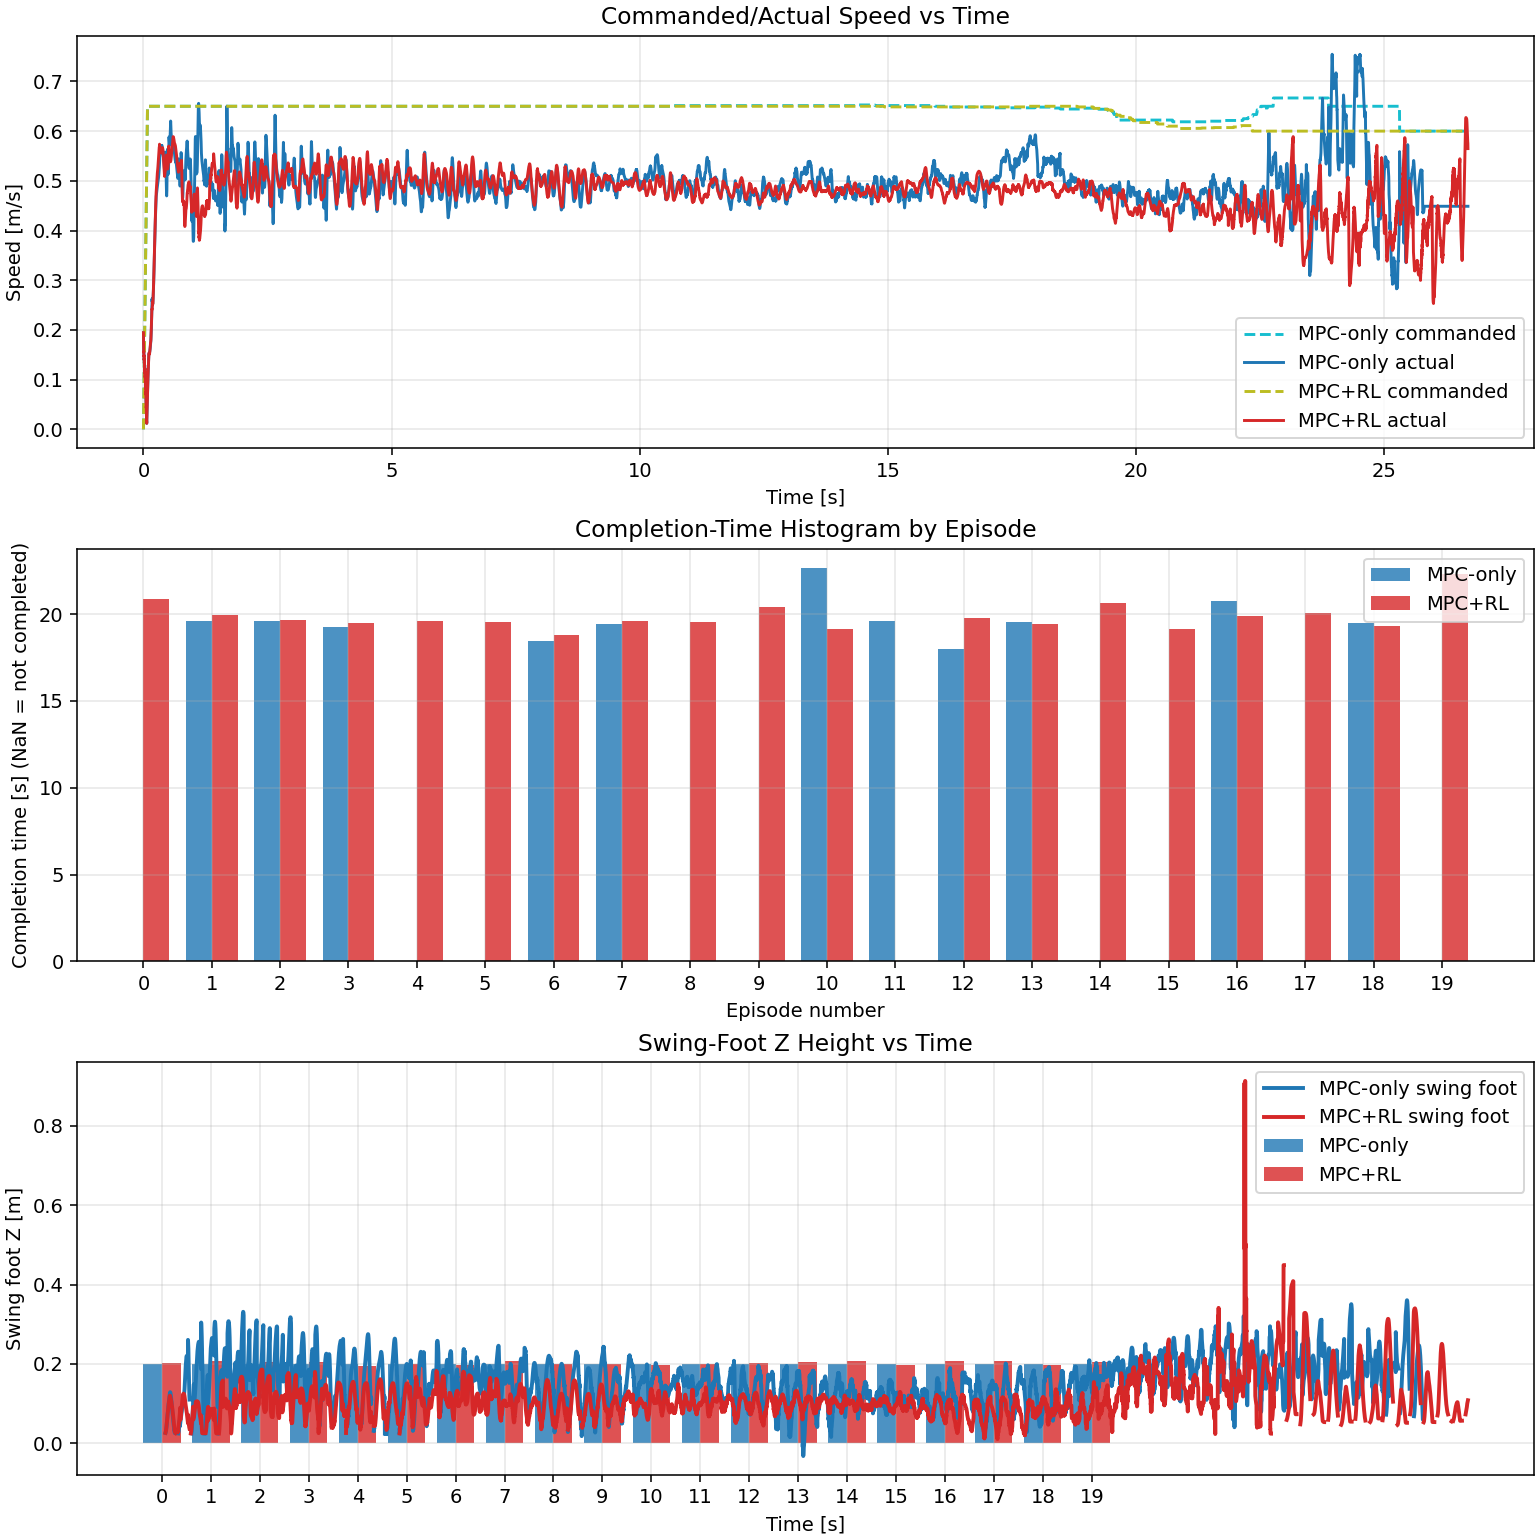 Commanded/Actual Speed vs Time
Speed [m/s]
0.7
0.6
0.5
0.4
0.3
0.2
0.1
0.0
MPC-only commanded
MPC-only actual
MPC+RL commanded
MPC+RL actual
0 5 10 15 20 25
Time [s]
Completion-Time Histogram by Episode
Completion time [s] (NaN = not completed)
20
15
10
5
0
MPC-only
MPC+RL
0 1 2 3 4 5 6 7 8 9 10 11 12 13 14 15 16 17 18 19
Episode number
Swing-Foot Z Height vs Time
Swing foot Z [m]
0.8
0.6
0.4
0.2
0.0
MPC-only swing foot
MPC+RL swing foot
MPC-only
MPC+RL
0 1 2 3 4 5 6 7 8 9 10 11 12 13 14 15 16 17 18 19
Time [s]